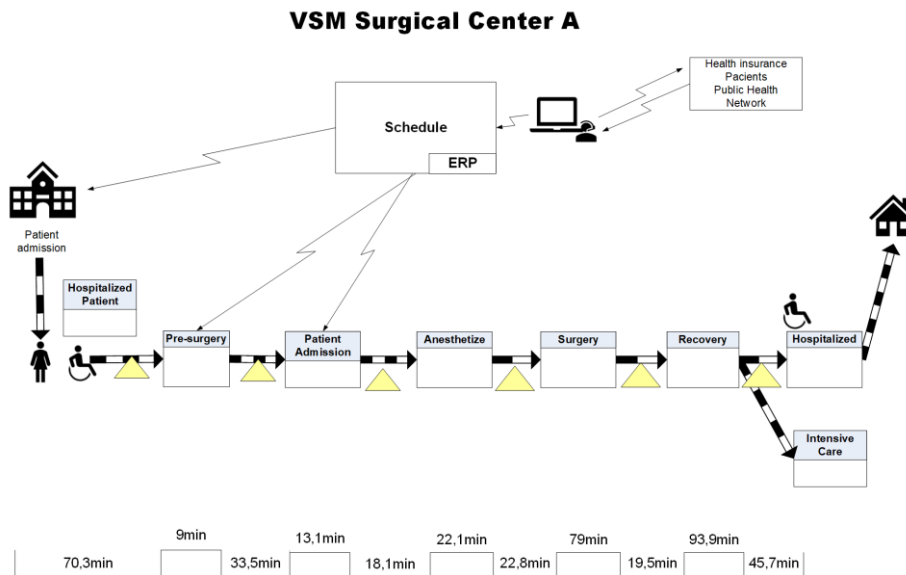 VSM Surgical Center A
Health insurance
Pacients
Public Health
Network
Schedule
ERP
Patient
admission
Hospitalized
Patient
Pre-surgery
Patient
Admission
Anesthetize
Surgery
Recovery
Hospitalized
Intensive
Care
9min
13,1min
22,1min
79min
93,9min
70,3min
33,5min
18,1min
22,8min
19,5min
45,7min